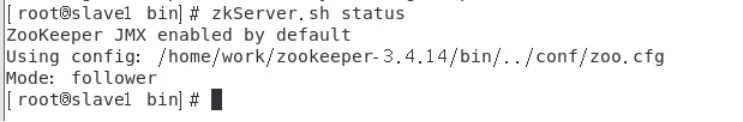 [root@slave1 bin]# zkServer.sh status
ZooKeeper JMX enabled by default
Using config: /home/work/zookeeper-3.4.14/bin/../conf/zoo.cfg
Mode: follower
[root@slave1 bin]#